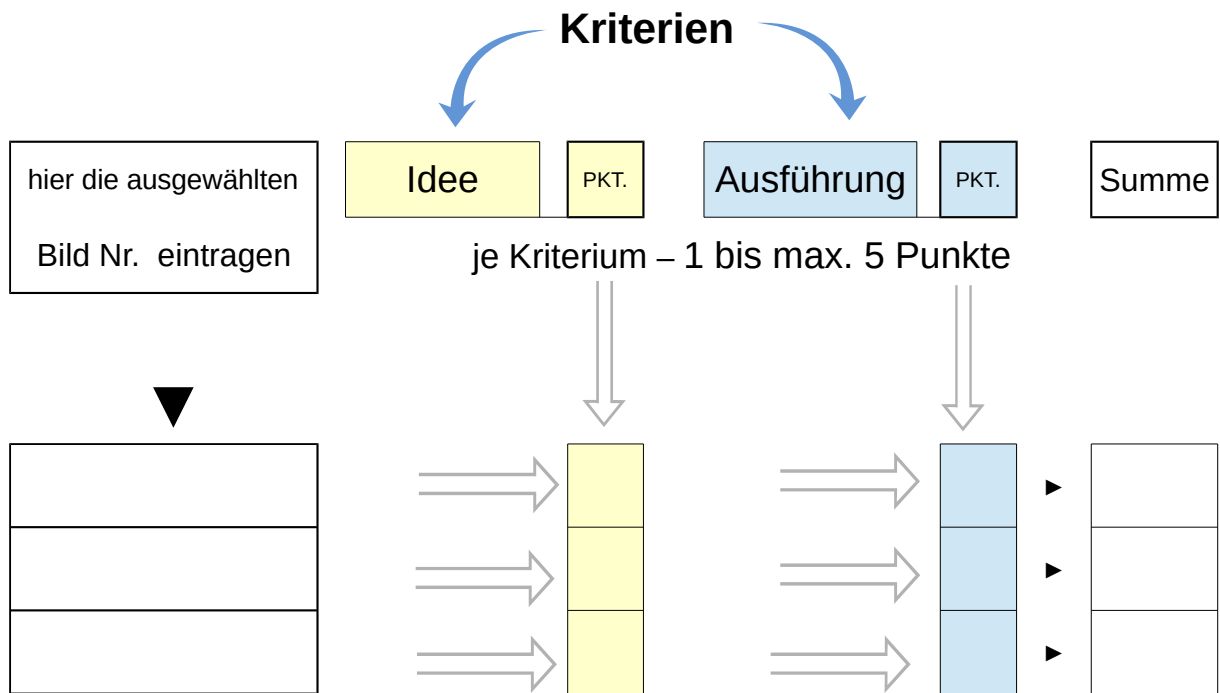 Kriterien
hier die ausgewählten
Bild Nr. eintragen
Idee
PKT.
Ausführung
PKT.
Summe
je Kriterium – 1 bis max. 5 Punkte